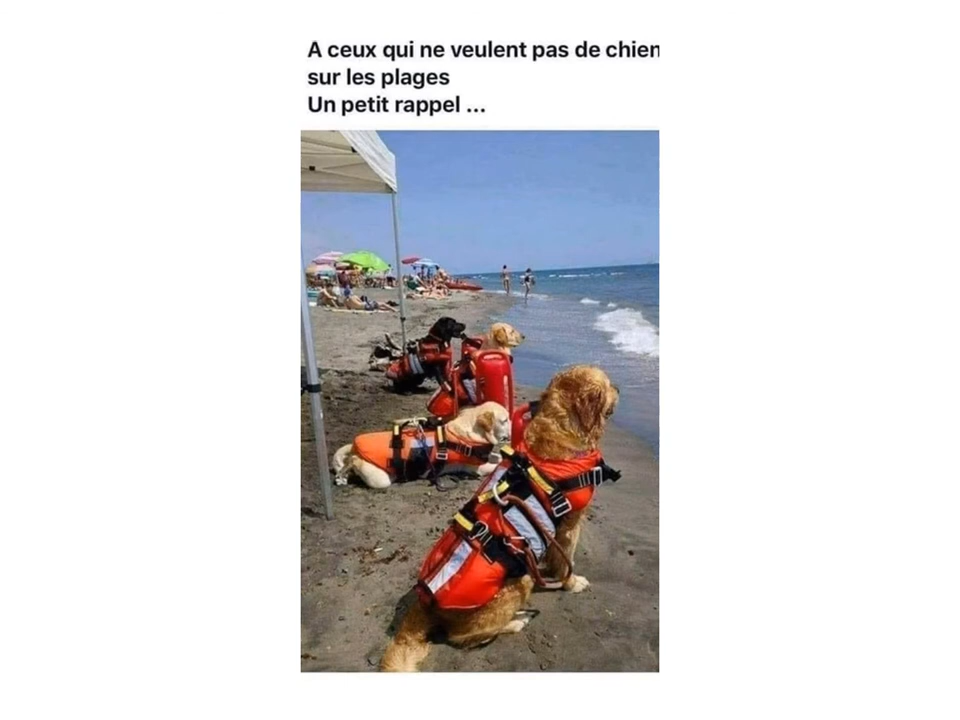 A ceux qui ne veulent pas de chien
sur les plages
Un petit rappel ...